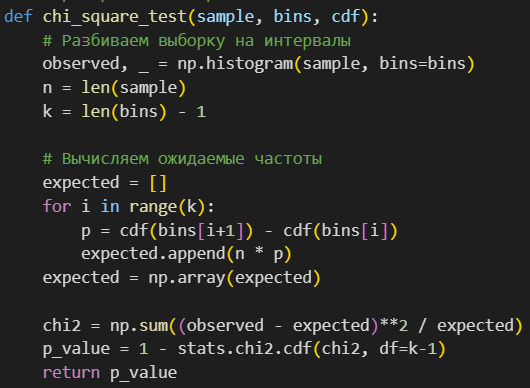 def chi_square_test(sample, bins, cdf):
    # Разбиваем выборку на интервалы
    observed, _ = np.histogram(sample, bins=bins)
    n = len(sample)
    k = len(bins) - 1

    # Вычисляем ожидаемые частоты
    expected = []
    for i in range(k):
        p = cdf(bins[i+1]) - cdf(bins[i])
        expected.append(n * p)
    expected = np.array(expected)

    chi2 = np.sum((observed - expected)**2 / expected)
    p_value = 1 - stats.chi2.cdf(chi2, df=k-1)
    return p_value